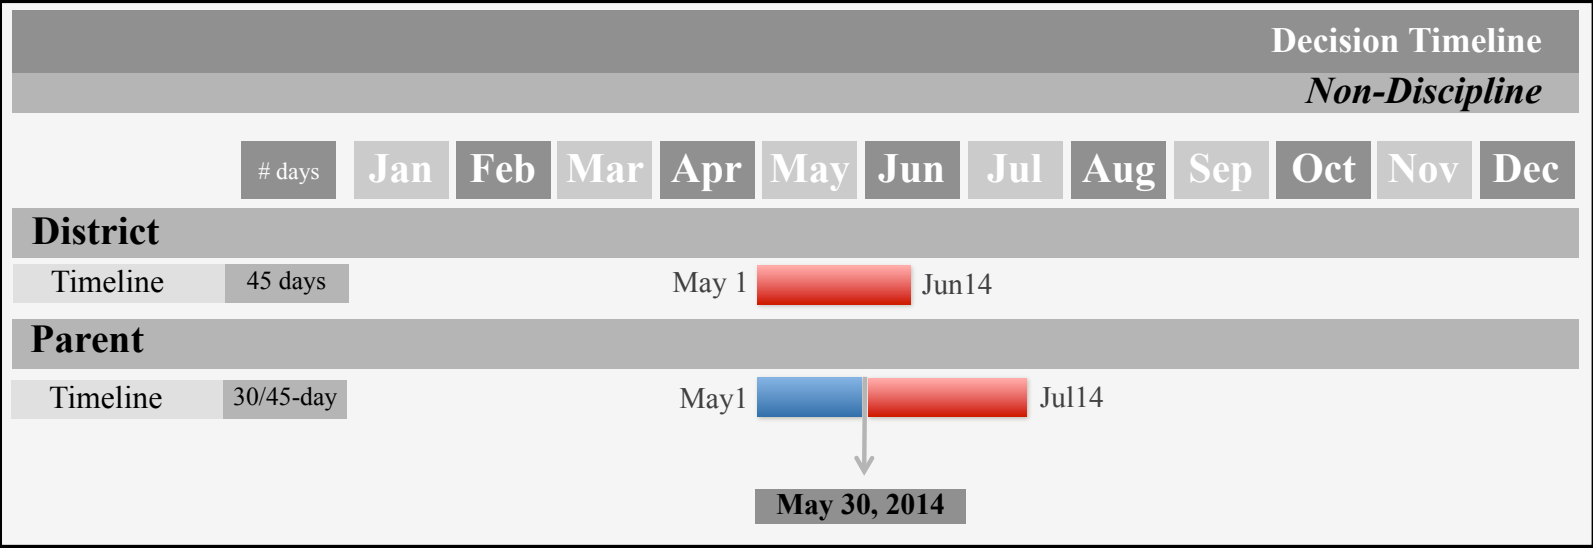 Decision Timeline
Non-Discipline
# days Jan Feb Mar Apr May Jun Jul Aug Sep Oct Nov Dec
District
Timeline 45 days May 1 Jun14
Parent
Timeline 30/45-day May1 Jul14
May 30, 2014